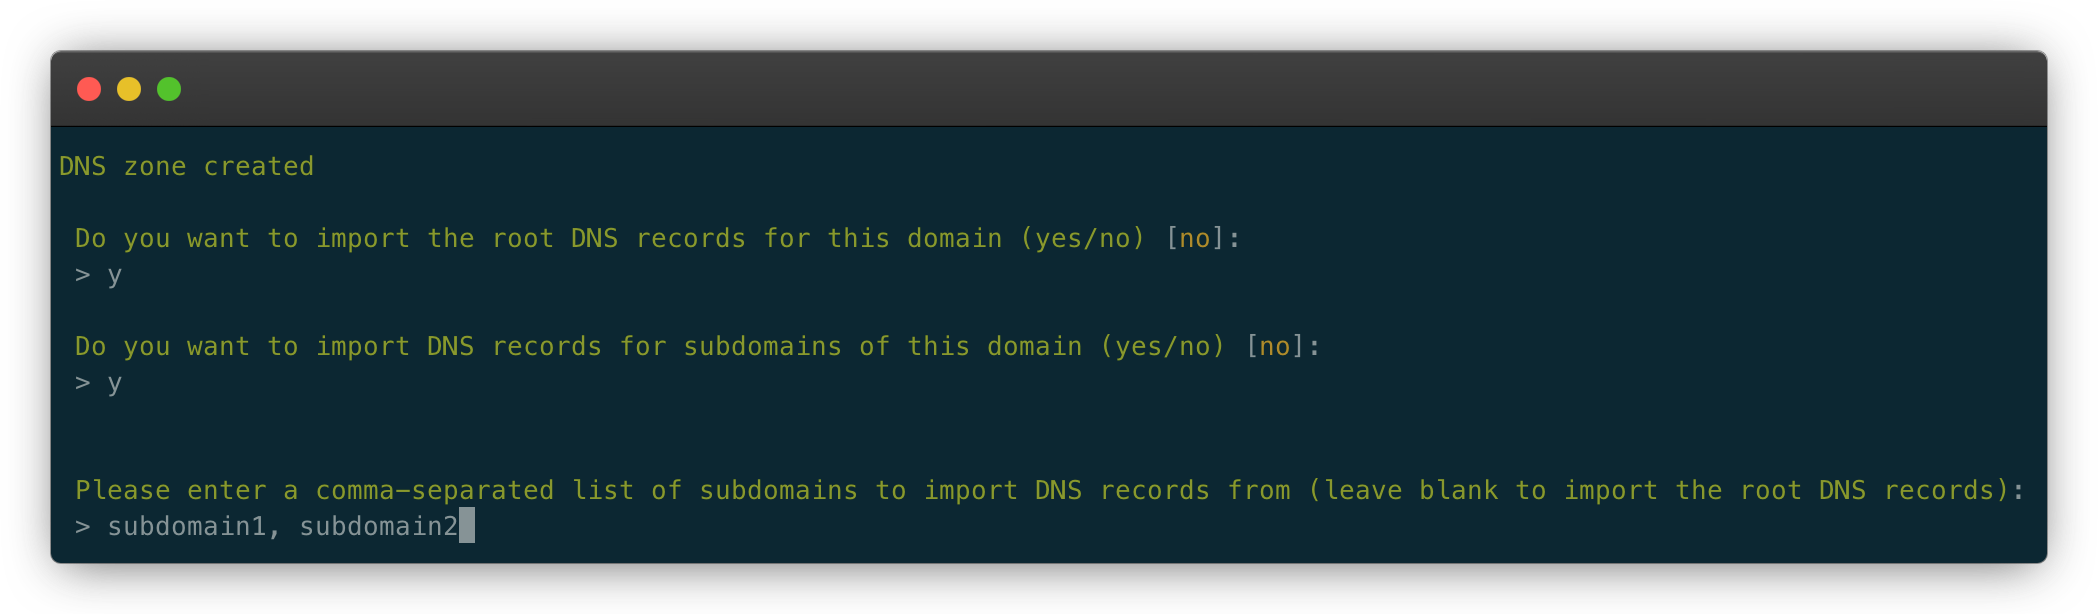 DNS zone created
Do you want to import the root DNS records for this domain (yes/no) [no]:
> y
Do you want to import DNS records for subdomains of this domain (yes/no) [no]:
> y
Please enter a comma-separated list of subdomains to import DNS records from (leave blank to import the root DNS records):
> subdomain1, subdomain2